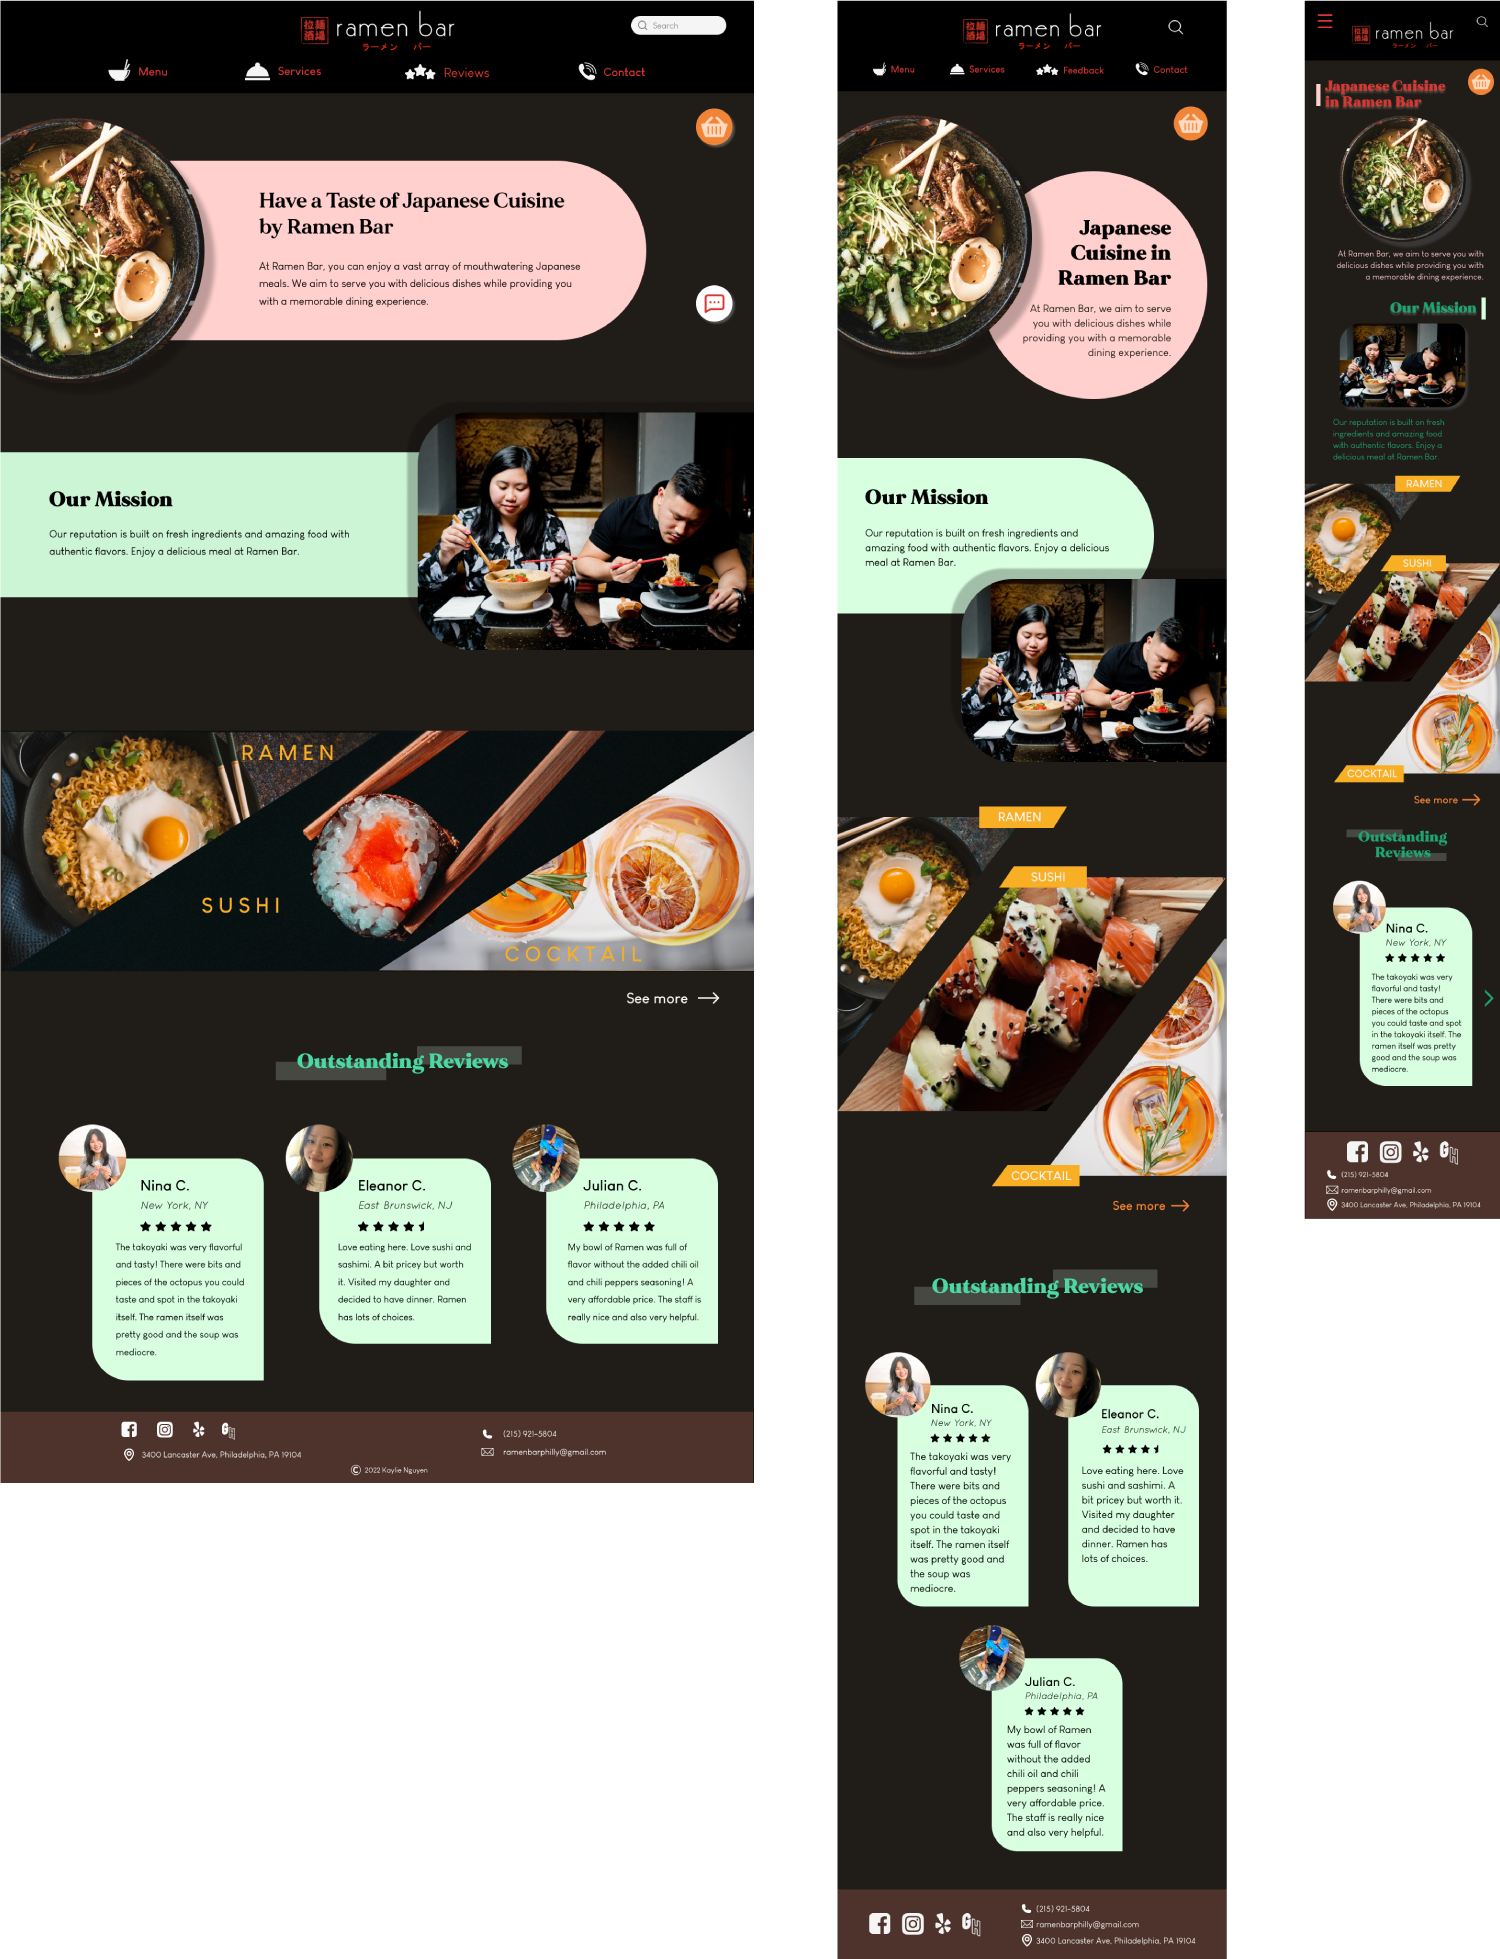 拉麺
酒場
ramen bar
ラーメン バー
Search
Menu
Services
Reviews
Contact
Have a Taste of Japanese Cuisine
by Ramen Bar
At Ramen Bar, you can enjoy a vast array of mouthwatering Japanese
meals. We aim to serve you with delicious dishes while providing you
with a memorable dining experience.
Our Mission
Our reputation is built on fresh ingredients and amazing food with
authentic flavors. Enjoy a delicious meal at Ramen Bar.
RAMEN
SUSHI
COCKTAIL
See more
Outstanding Reviews
Nina C.
New York, NY
The takoyaki was very flavorful
and tasty! There were bits and
pieces of the octopus you could
taste and spot in the takoyaki
itself. The ramen itself was
pretty good and the soup was
mediocre.
Eleanor C.
East Brunswick, NJ
Love eating here. Love sushi and
sashimi. A bit pricey but worth
it. Visited my daughter and
decided to have dinner. Ramen
has lots of choices.
Julian C.
Philadelphia, PA
My bowl of Ramen was full of
flavor without the added chili oil
and chili peppers seasoning! A
very affordable price. The staff is
really nice and also very helpful.
GH
3400 Lancaster Ave, Philadelphia, PA 19104
(215) 921-5804
ramenbarphilly@gmail.com
© 2022 Kaylie Nguyen
拉麺
酒場
ramen bar
ラーメン バー
Menu
Services
Feedback
Contact
Japanese
Cuisine in
Ramen Bar
At Ramen Bar, we aim to serve
you with delicious dishes while
providing you with a memorable
dining experience.
Our Mission
Our reputation is built on fresh ingredients and
amazing food with authentic flavors. Enjoy a delicious
meal at Ramen Bar.
RAMEN
SUSHI
COCKTAIL
See more
Outstanding Reviews
Nina C.
New York, NY
The takoyaki was very
flavorful and tasty!
There were bits and
pieces of the octopus
you could taste and
spot in the takoyaki
itself. The ramen itself
was pretty good and
the soup was
mediocre.
Eleanor C.
East Brunswick, NJ
Love eating here. Love
sushi and sashimi. A
bit pricey but worth it.
Visited my daughter
and decided to have
dinner. Ramen has
lots of choices.
Julian C.
Philadelphia, PA
My bowl of Ramen
was full of flavor
without the added
chili oil and chili
peppers seasoning! A
very affordable price.
The staff is really nice
and also very helpful.
GH
(215) 921-5804
ramenbarphilly@gmail.com
3400 Lancaster Ave, Philadelphia, PA 19104
拉麺
酒場
ramen bar
ラーメン バー
Japanese Cuisine
in Ramen Bar
At Ramen Bar, we aim to serve you with
delicious dishes while providing you with
a memorable dining experience.
Our Mission
Our reputation is built on fresh
ingredients and amazing food
with authentic flavors. Enjoy a
delicious meal at Ramen Bar.
RAMEN
SUSHI
COCKTAIL
See more
Outstanding
Reviews
Nina C.
New York, NY
The takoyaki was very
flavorful and tasty!
There were bits and
pieces of the octopus
you could taste and spot
in the takoyaki itself. The
ramen itself was pretty
good and the soup was
mediocre.
GH
(215) 921-5804
ramenbarphilly@gmail.com
3400 Lancaster Ave, Philadelphia, PA 19104